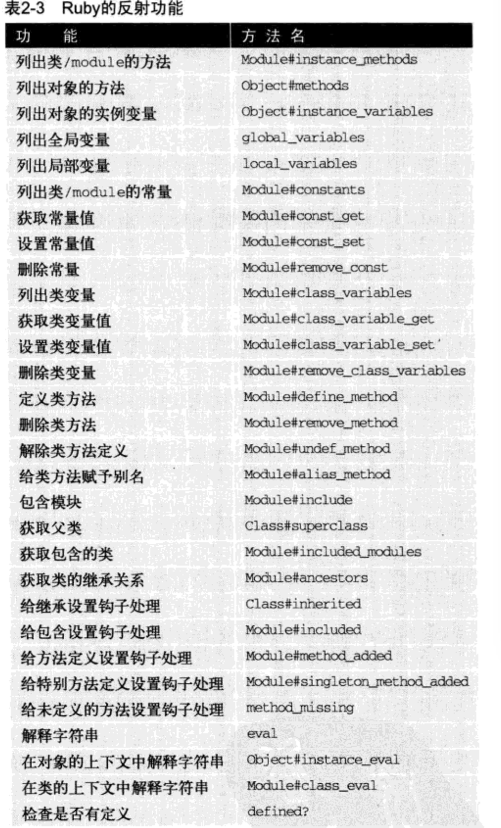 表2-3 Ruby的反射功能
功 能 方 法 名
列出类/module的方法 Module#instance_methods
列出对象的方法 Object#methods
列出对象的实例变量 Object#instance_variables
列出全局变量 global_variables
列出局部变量 local_variables
列出类/module的常量 Module#constants
获取常量值 Module#const_get
设置常量值 Module#const_set
删除常量 Module#remove_const
列出类变量 Module#class_variables
获取类变量值 Module#class_variable_get
设置类变量值 Module#class_variable_set
删除类变量 Module#remove_class_variables
定义类方法 Module#define_method
删除类方法 Module#remove_method
解除类方法定义 Module#undef_method
给类方法赋予别名 Module#alias_method
包含模块 Module#include
获取父类 Class#superclass
获取包含的类 Module#included_modules
获取类的继承关系 Module#ancestors
给继承设置钩子处理 Class#inherited
给包含设置钩子处理 Module#included
给方法定义设置钩子处理 Module#method_added
给特别方法定义设置钩子处理 Module#singleton_method_added
给未定义的方法设置钩子处理 method_missing
解释字符串 eval
在对象的上下文中解释字符串 Object#instance_eval
在类的上下文中解释字符串 Module#class_eval
检查是否有定义 defined?